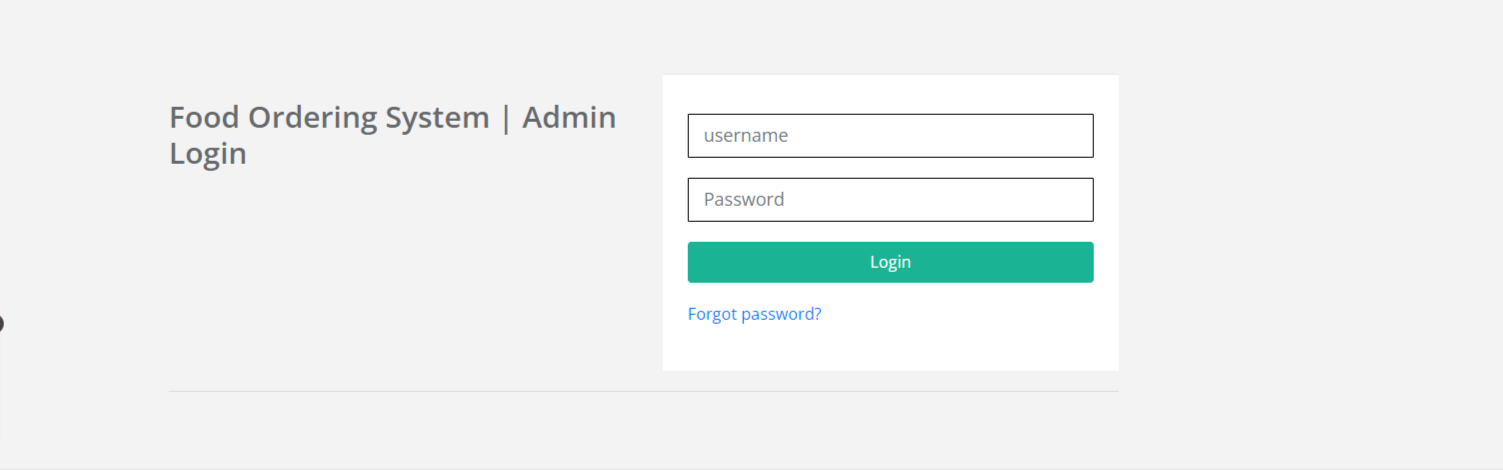 Food Ordering System | Admin
Login
username
Password
Login
Forgot password?